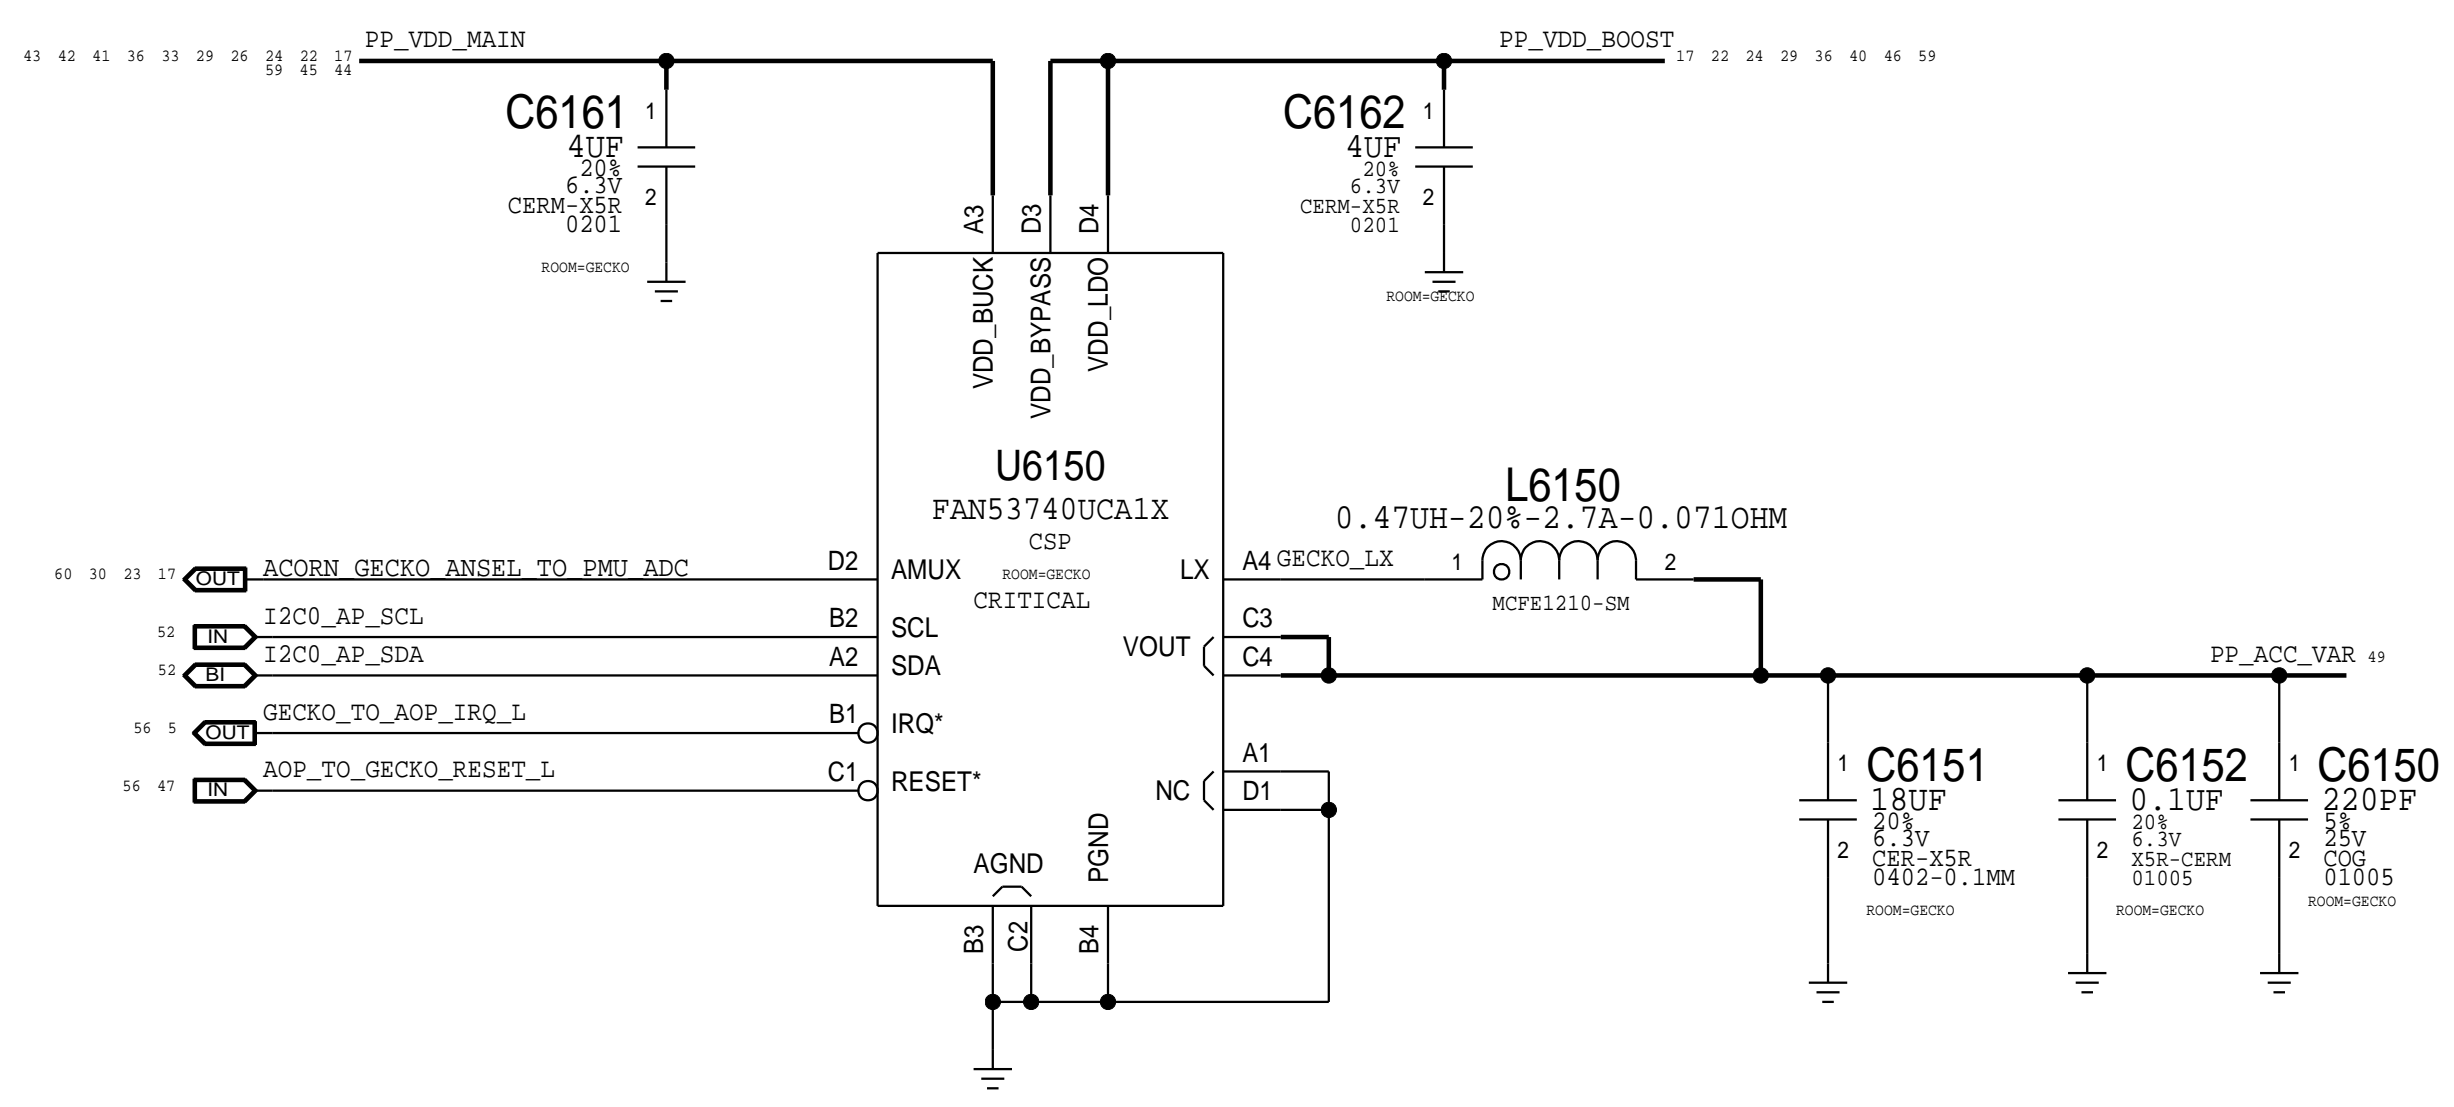 PP_VDD_MAIN
43 42 41 36 33 29 26 24 22 17
59 45 44
PP_VDD_BOOST
17 22 24 29 36 40 46 59
C6161
1
4UF
20%
6.3V
2
CERM-X5R
0201
ROOM=GECKO
C6162
1
4UF
20%
6.3V
2
CERM-X5R
0201
ROOM=GECKO
A3
D3
D4
VDD_BUCK
VDD_BYPASS
VDD_LDO
U6150
FAN53740UCA1X
CSP
ROOM=GECKO
CRITICAL
L6150
0.47UH-20%-2.7A-0.071OHM
60 30 23 17 OUT ACORN_GECKO_ANSEL_TO_PMU_ADC D2 AMUX
LX A4 GECKO_LX 1 2
MCFE1210-SM
52 IN I2C0_AP_SCL B2 SCL
52 BI I2C0_AP_SDA A2 SDA
VOUT C3
C4
PP_ACC_VAR 49
56 5 OUT GECKO_TO_AOP_IRQ_L B1 IRQ*
56 47 IN AOP_TO_GECKO_RESET_L C1 RESET*
NC A1
D1
AGND
PGND
B3
C2
B4
1 C6151
18UF
20%
6.3V
2
CER-X5R
0402-0.1MM
ROOM=GECKO
1 C6152
0.1UF
20%
6.3V
2
X5R-CERM
01005
ROOM=GECKO
1 C6150
220PF
5%
25V
2
COG
01005
ROOM=GECKO